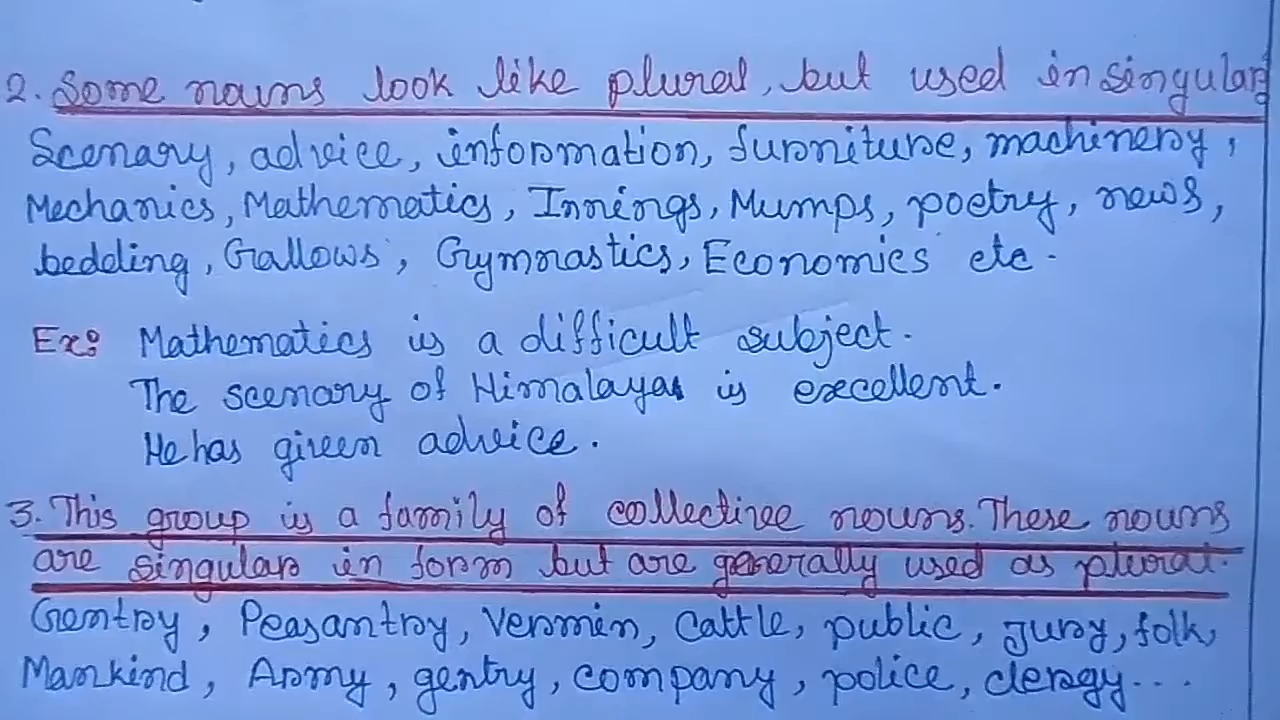 2. Some nouns look like plural, but used in singular
Scenary, advice, information, furniture, machinery,
Mechanics, Mathematics, Innings, Mumps, poetry, news,
bedding, Gallows, Gymnastics, Economics etc.
Ex: Mathematics is a difficult subject.
The scenary of Himalayas is excellent.
He has given advice.
3. This group is a family of collective nouns. These nouns
are singular in form but are generally used as plural.
Gentry, Peasantry, Vermin, Cattle, public, Jury, folk,
Mankind, Army, gentry, company, police, clergy...